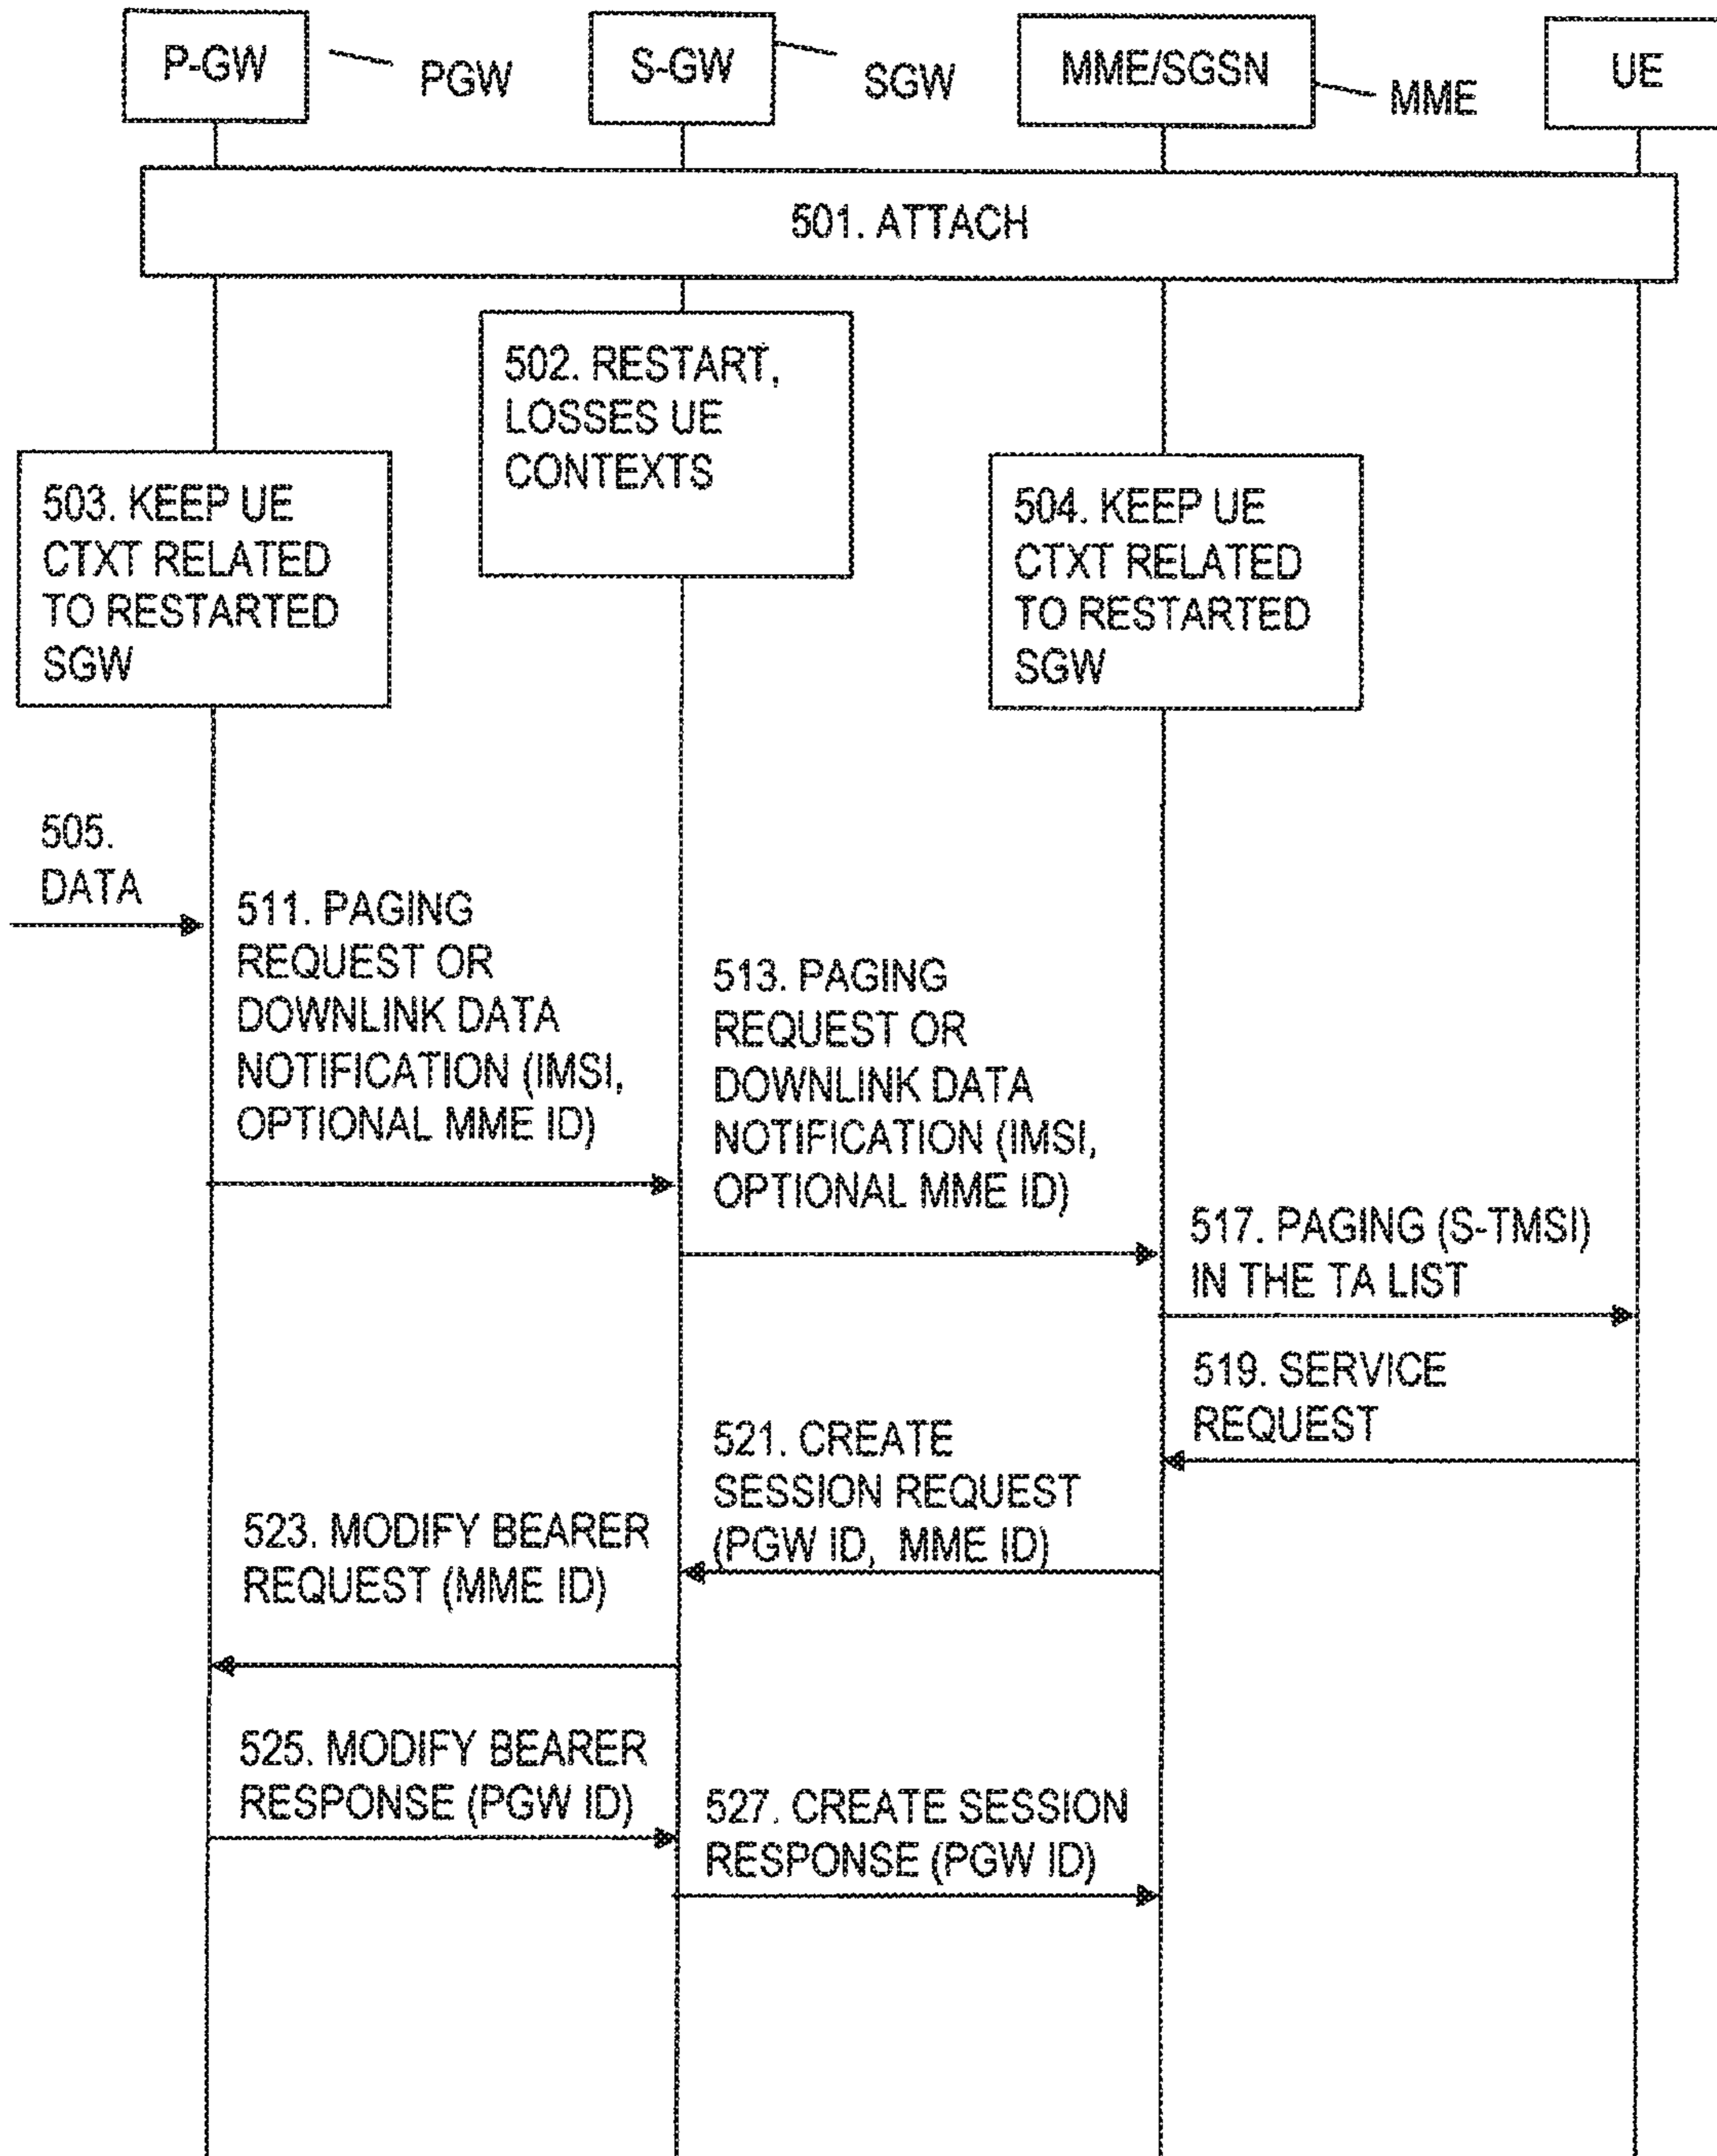 P-GW
PGW
S-GW
SGW
MME/SGSN
MME
UE
501. ATTACH
502. RESTART,
LOSSES UE
CONTEXTS
503. KEEP UE
CTXT RELATED
TO RESTARTED
SGW
504. KEEP UE
CTXT RELATED
TO RESTARTED
SGW
505.
DATA
511. PAGING
REQUEST OR
DOWNLINK DATA
NOTIFICATION (IMSI,
OPTIONAL MME ID)
513. PAGING
REQUEST OR
DOWNLINK DATA
NOTIFICATION (IMSI,
OPTIONAL MME ID)
517. PAGING (S-TMSI)
IN THE TA LIST
519. SERVICE
REQUEST
521. CREATE
SESSION REQUEST
(PGW ID, MME ID)
523. MODIFY BEARER
REQUEST (MME ID)
525. MODIFY BEARER
RESPONSE (PGW ID)
527. CREATE SESSION
RESPONSE (PGW ID)